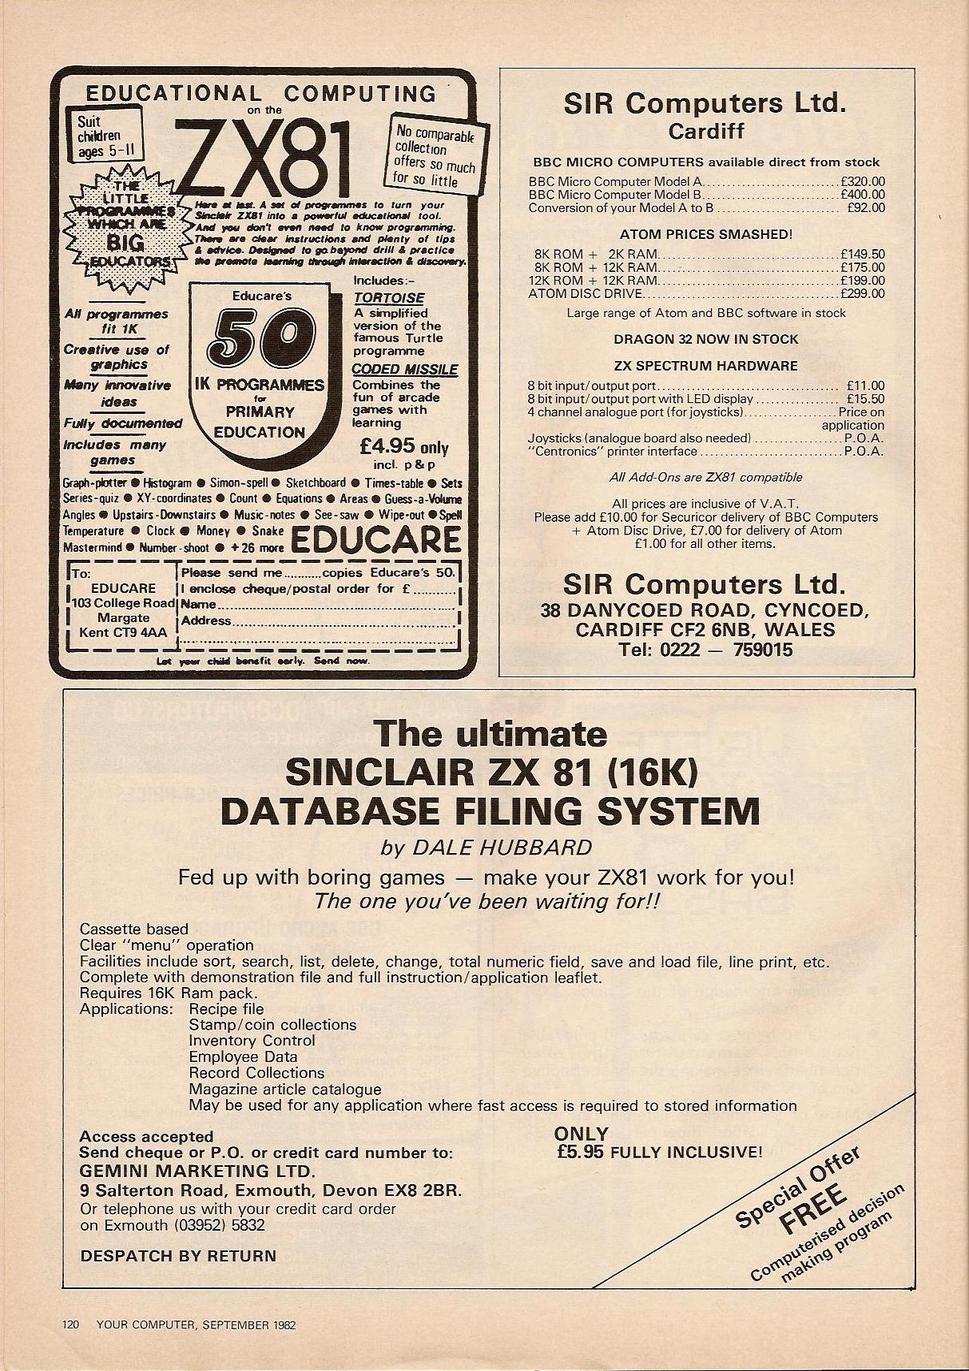 EDUCATIONAL COMPUTING
on the
ZX81
Suit
children
ages 5-11
No comparable
collection
offers so much
for so little
THE
LITTLE
PROGRAMMES
WHICH ARE
BIG
EDUCATORS
Here at last. A set of programmes to turn your
Sinclair ZX81 into a powerful educational tool.
And you don't even need to know programming.
There are clear instructions and plenty of tips
& advice. Designed to go beyond drill & practice
the promote learning through interaction & discovery.
All programmes
fit 1K
Creative use of
graphics
Many innovative
ideas
Fully documented
Includes many
games
Educare's
50
1K PROGRAMMES
for
PRIMARY
EDUCATION
Includes:-
TORTOISE
A simplified
version of the
famous Turtle
programme
CODED MISSILE
Combines the
fun of arcade
games with
learning
£4.95 only
incl. p & p
Graph-plotter ● Histogram ● Simon-spell ● Sketchboard ● Times-table ● Sets
Series-quiz ● XY-coordinates ● Count ● Equations ● Areas ● Guess-a-Volume
Angles ● Upstairs-Downstairs ● Music-notes ● See-saw ● Wipe-out ● Spell
Temperature ● Clock ● Money ● Snake
Mastermind ● Number-shoot ● +26 more
EDUCARE
To:
EDUCARE
103 College Road
Margate
Kent CT9 4AA
Please send me...........copies Educare's 50.
I enclose cheque/postal order for £..........
Name................................
Address................................
Let your child benefit early. Send now.
SIR Computers Ltd.
Cardiff
BBC MICRO COMPUTERS available direct from stock
BBC Micro Computer Model A................£320.00
BBC Micro Computer Model B................£400.00
Conversion of your Model A to B................£92.00
ATOM PRICES SMASHED!
8K ROM + 2K RAM................£149.50
8K ROM + 12K RAM................£175.00
12K ROM + 12K RAM................£199.00
ATOM DISC DRIVE................£299.00
Large range of Atom and BBC software in stock
DRAGON 32 NOW IN STOCK
ZX SPECTRUM HARDWARE
8 bit input/output port................£11.00
8 bit input/output port with LED display................£15.50
4 channel analogue port (for joysticks)................Price on
application
Joysticks (analogue board also needed)................P.O.A.
"Centronics" printer interface................P.O.A.
All Add-Ons are ZX81 compatible
All prices are inclusive of V.A.T.
Please add £10.00 for Securicor delivery of BBC Computers
+ Atom Disc Drive, £7.00 for delivery of Atom
£1.00 for all other items.
SIR Computers Ltd.
38 DANYCOED ROAD, CYNCOED,
CARDIFF CF2 6NB, WALES
Tel: 0222 — 759015
The ultimate
SINCLAIR ZX 81 (16K)
DATABASE FILING SYSTEM
by DALE HUBBARD
Fed up with boring games — make your ZX81 work for you!
The one you've been waiting for!!
Cassette based
Clear "menu" operation
Facilities include sort, search, list, delete, change, total numeric field, save and load file, line print, etc.
Complete with demonstration file and full instruction/application leaflet.
Requires 16K Ram pack.
Applications: Recipe file
Stamp/coin collections
Inventory Control
Employee Data
Record Collections
Magazine article catalogue
May be used for any application where fast access is required to stored information
Access accepted
Send cheque or P.O. or credit card number to:
GEMINI MARKETING LTD.
9 Salterton Road, Exmouth, Devon EX8 2BR.
Or telephone us with your credit card order
on Exmouth (03952) 5832
DESPATCH BY RETURN
ONLY
£5.95 FULLY INCLUSIVE!
Special Offer
FREE
Computerised decision
making program
120 YOUR COMPUTER, SEPTEMBER 1982